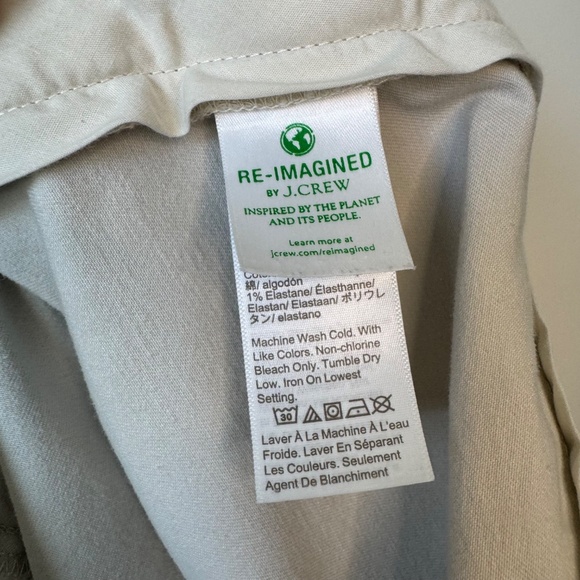 RE-IMAGINED
BY J.CREW
INSPIRED BY THE PLANET
AND ITS PEOPLE.
Learn more at
jcrew.com/reimagined
綿/ algodón
1% Elastane/ Élasthanne/
Elastan/ Elastaan/ ポリウレ
タン/ elastano
Machine Wash Cold. With
Like Colors. Non-chlorine
Bleach Only. Tumble Dry
Low. Iron On Lowest
Setting.
30
Laver À La Machine À L'eau
Froide. Laver En Séparant
Les Couleurs. Seulement
Agent De Blanchiment